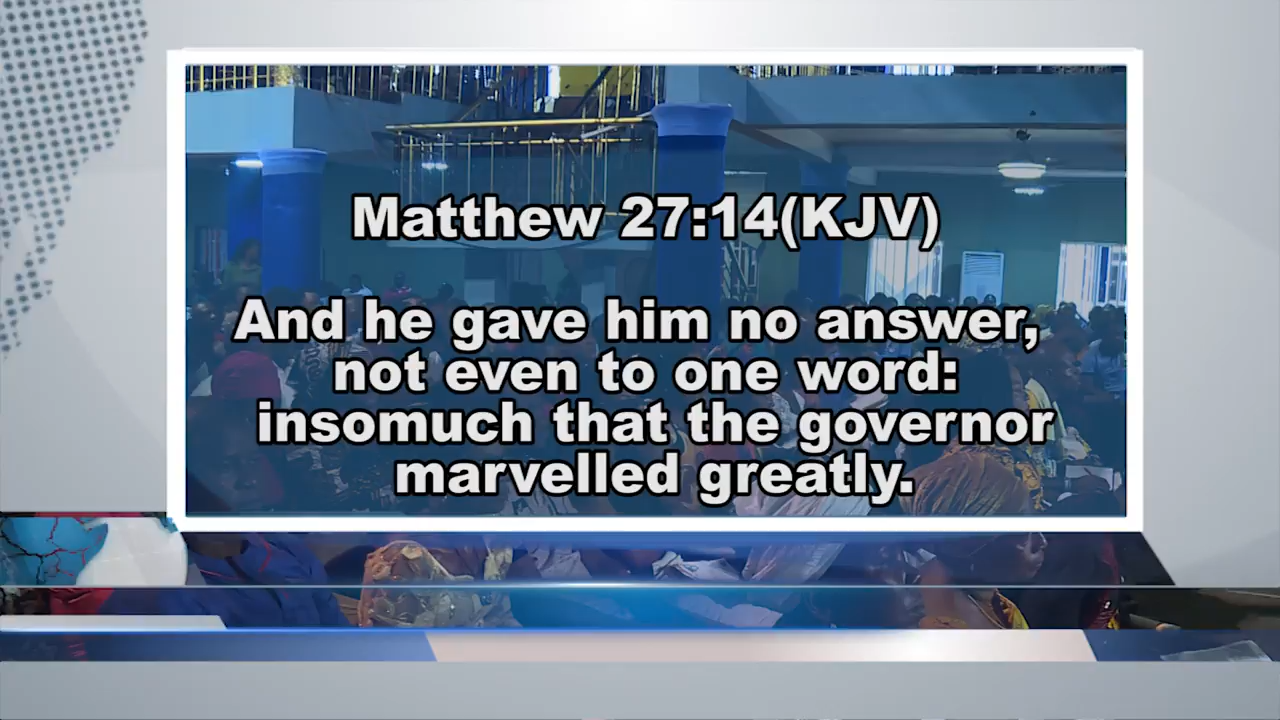 Matthew 27:14(KJV)
And he gave him no answer,
not even to one word:
insomuch that the governor
marvelled greatly.